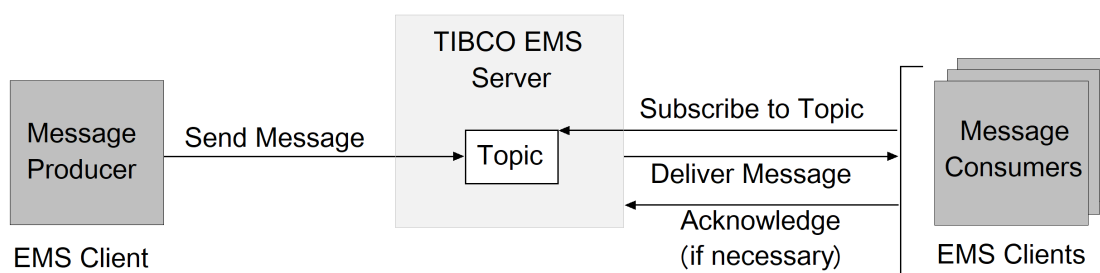 TIBCO EMS
Server
Message
Producer
Send Message
Topic
Subscribe to Topic
Deliver Message
Acknowledge
(if necessary)
Message
Consumers
EMS Client
EMS Clients